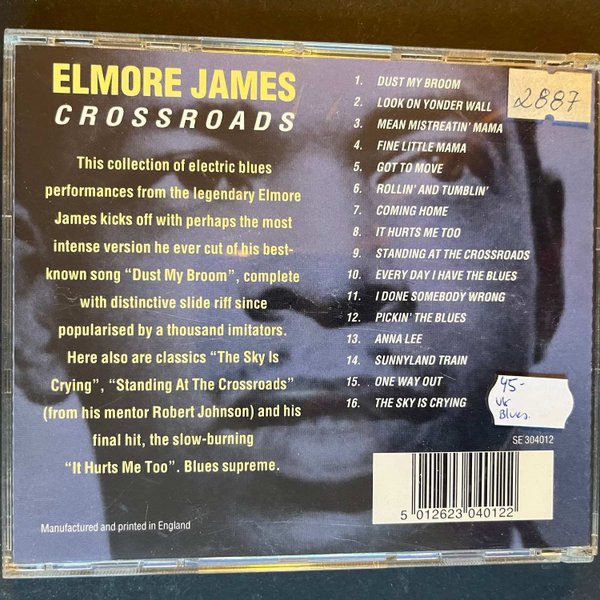 ELMORE JAMES
CROSSROADS
This collection of electric blues
performances from the legendary Elmore
James kicks off with perhaps the most
intense version he ever cut of his best-
known song “Dust My Broom”, complete
with distinctive slide riff since
popularised by a thousand imitators.
Here also are classics “The Sky Is
Crying”, “Standing At The Crossroads”
(from his mentor Robert Johnson) and his
final hit, the slow-burning
“It Hurts Me Too”. Blues supreme.
Manufactured and printed in England
1. DUST MY BROOM
2. LOOK ON YONDER WALL
3. MEAN MISTREATIN' MAMA
4. FINE LITTLE MAMA
5. GOT TO MOVE
6. ROLLIN' AND TUMBLIN'
7. COMING HOME
8. IT HURTS ME TOO
9. STANDING AT THE CROSSROADS
10. EVERY DAY I HAVE THE BLUES
11. I DONE SOMEBODY WRONG
12. PICKIN' THE BLUES
13. ANNA LEE
14. SUNNYLAND TRAIN
15. ONE WAY OUT
16. THE SKY IS CRYING
2887
45-
UK
Blues.
SE 304012
5 012623 040122